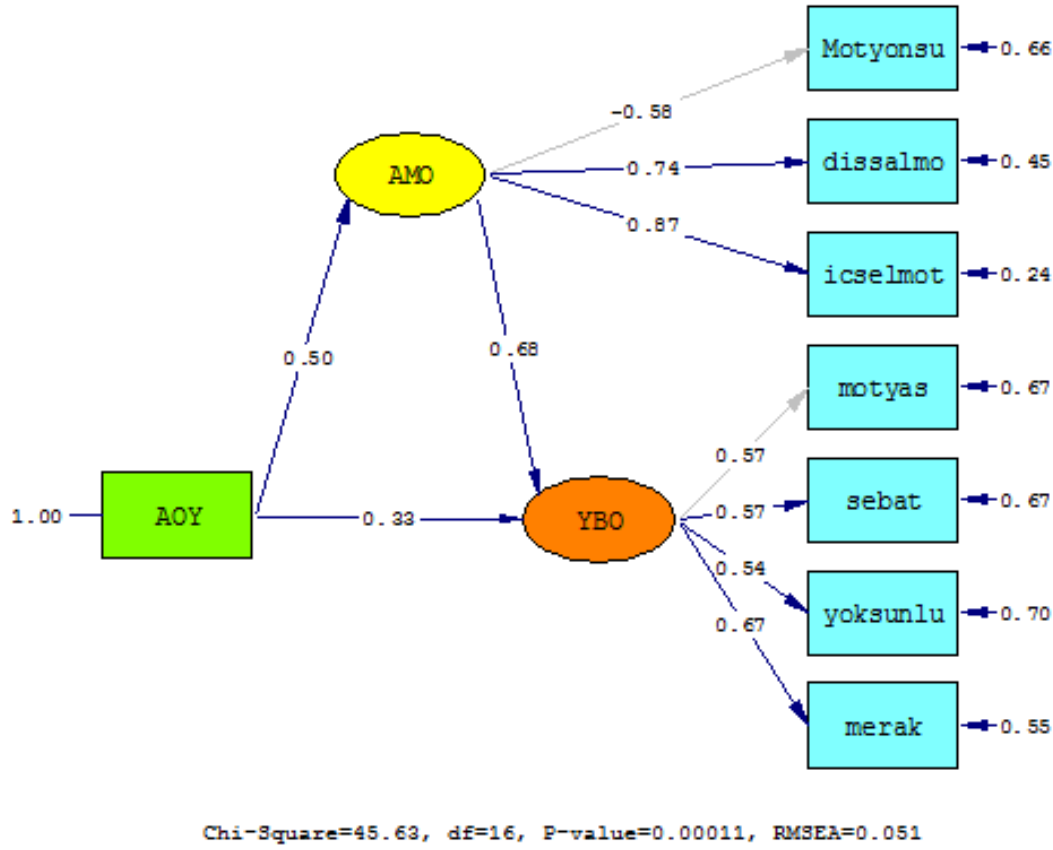 Motyonsu
0.66
-0.58
AMO
0.74
dissalmo
0.45
0.87
icselmot
0.24
0.50
0.68
motyas
0.67
0.57
1.00
AOY
0.33
YBO
0.57
sebat
0.67
0.54
yoksunlu
0.70
0.67
merak
0.55
Chi-Square=45.63, df=16, P-value=0.00011, RMSEA=0.051